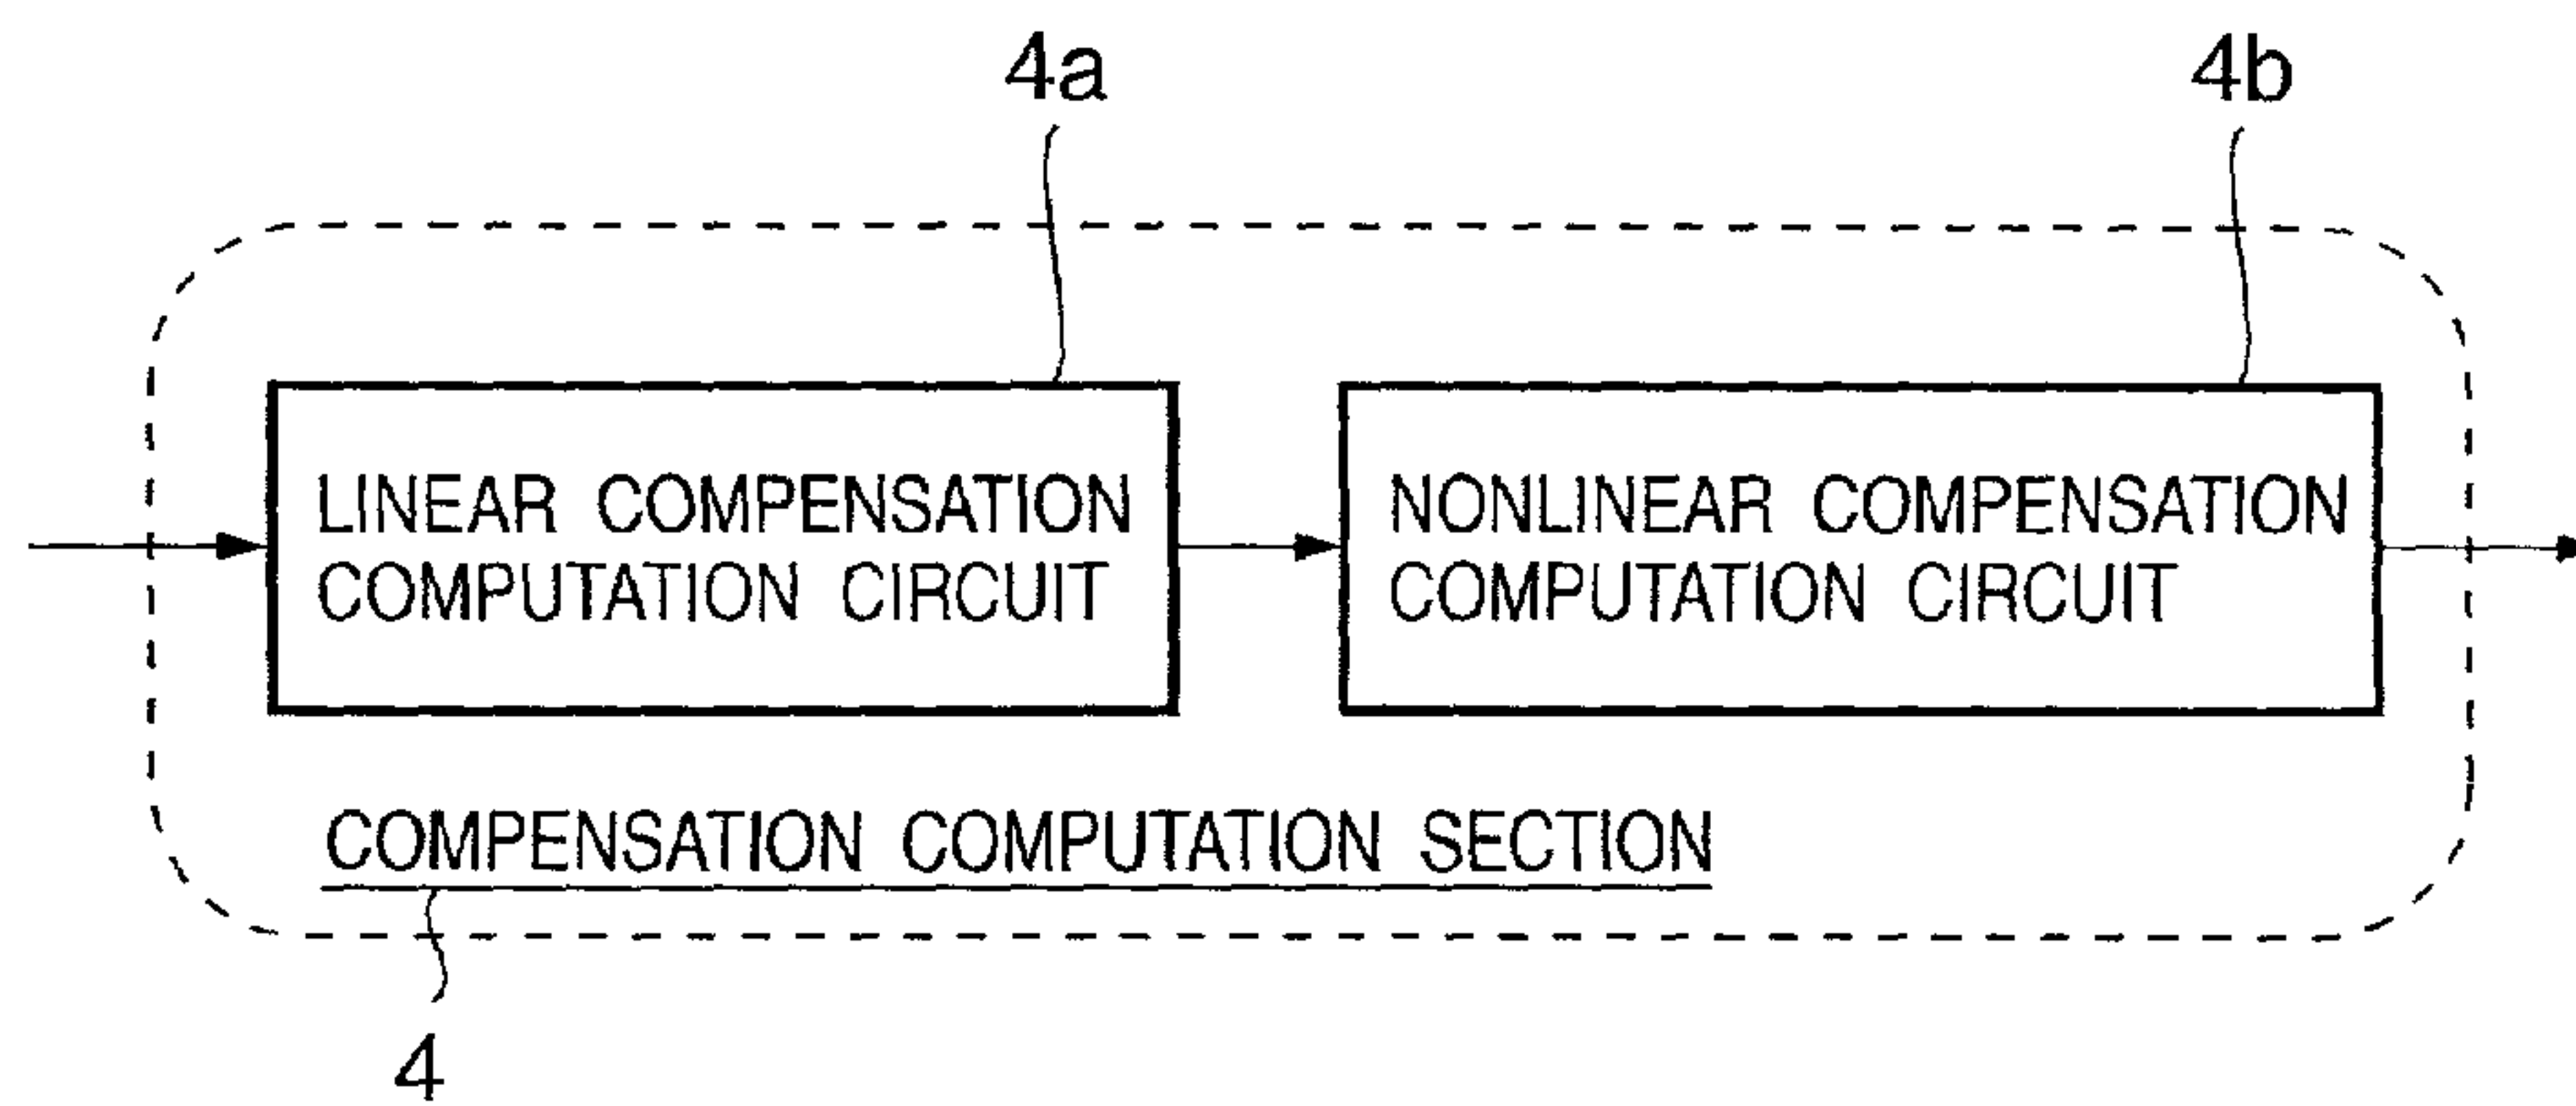 4a
4b
LINEAR COMPENSATION
COMPUTATION CIRCUIT
NONLINEAR COMPENSATION
COMPUTATION CIRCUIT
COMPENSATION COMPUTATION SECTION
4